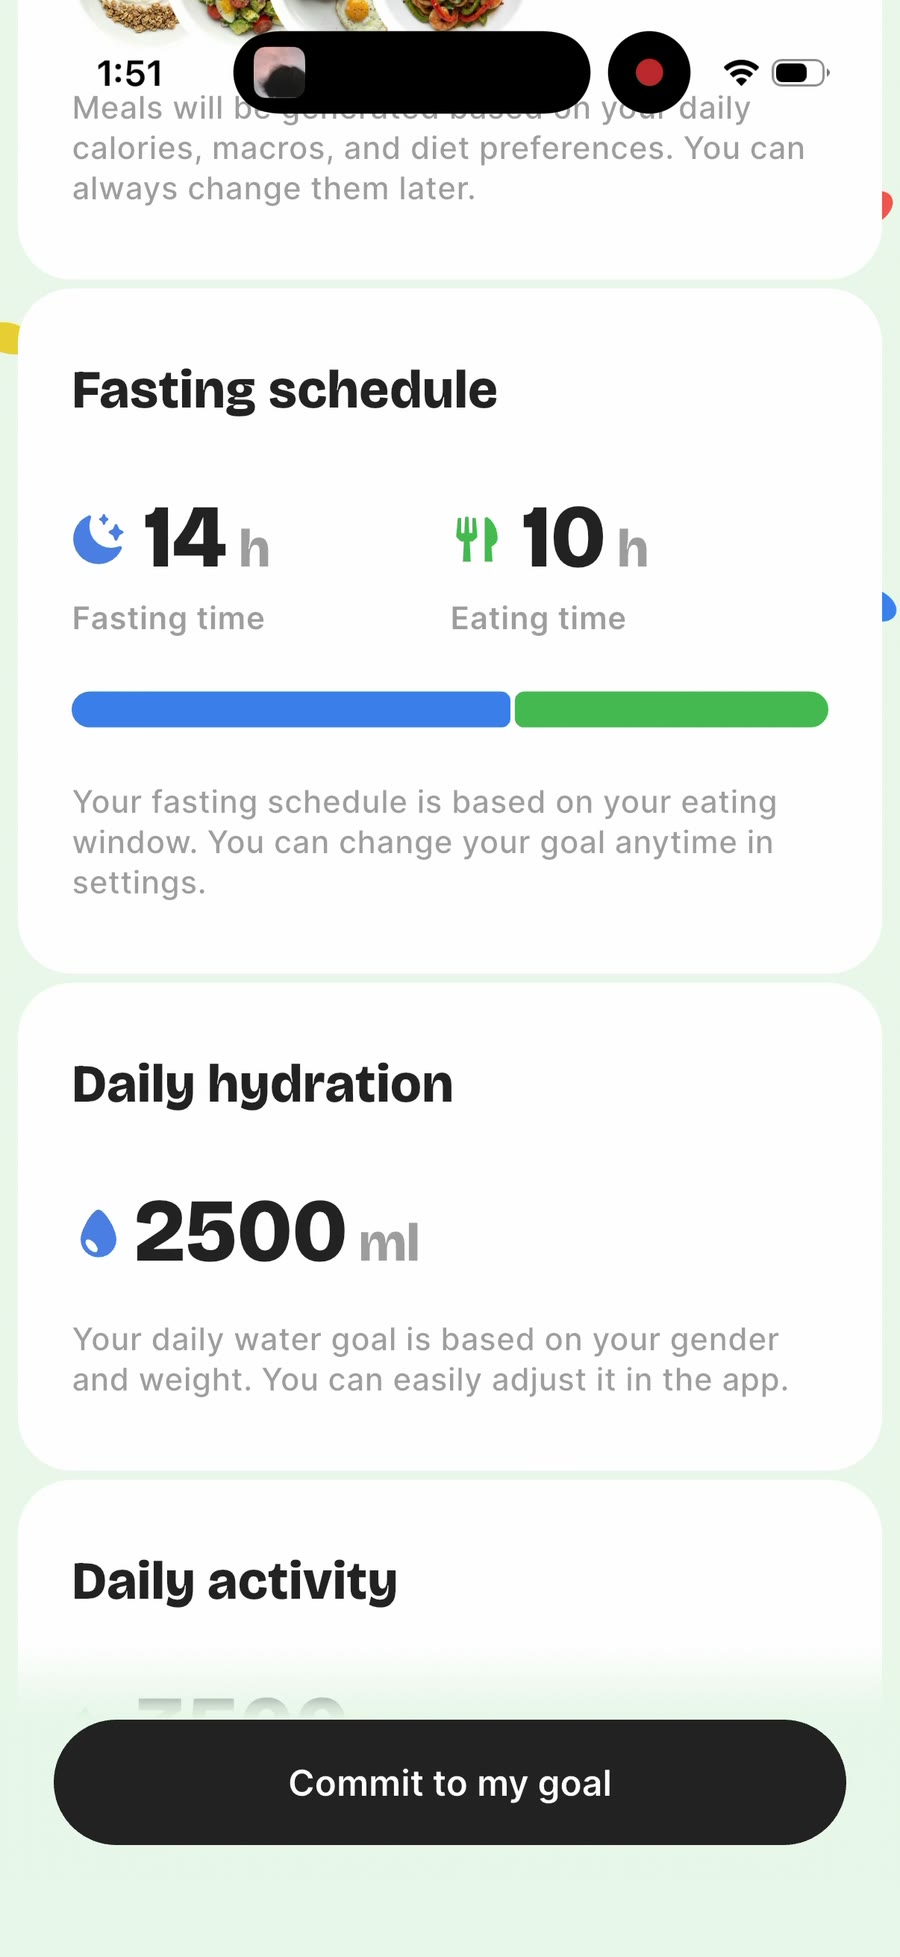 1:51
Meals will be generated based on your daily
calories, macros, and diet preferences. You can
always change them later.
Fasting schedule
14 h
10 h
Fasting time
Eating time
Your fasting schedule is based on your eating
window. You can change your goal anytime in
settings.
Daily hydration
2500 ml
Your daily water goal is based on your gender
and weight. You can easily adjust it in the app.
Daily activity
Commit to my goal